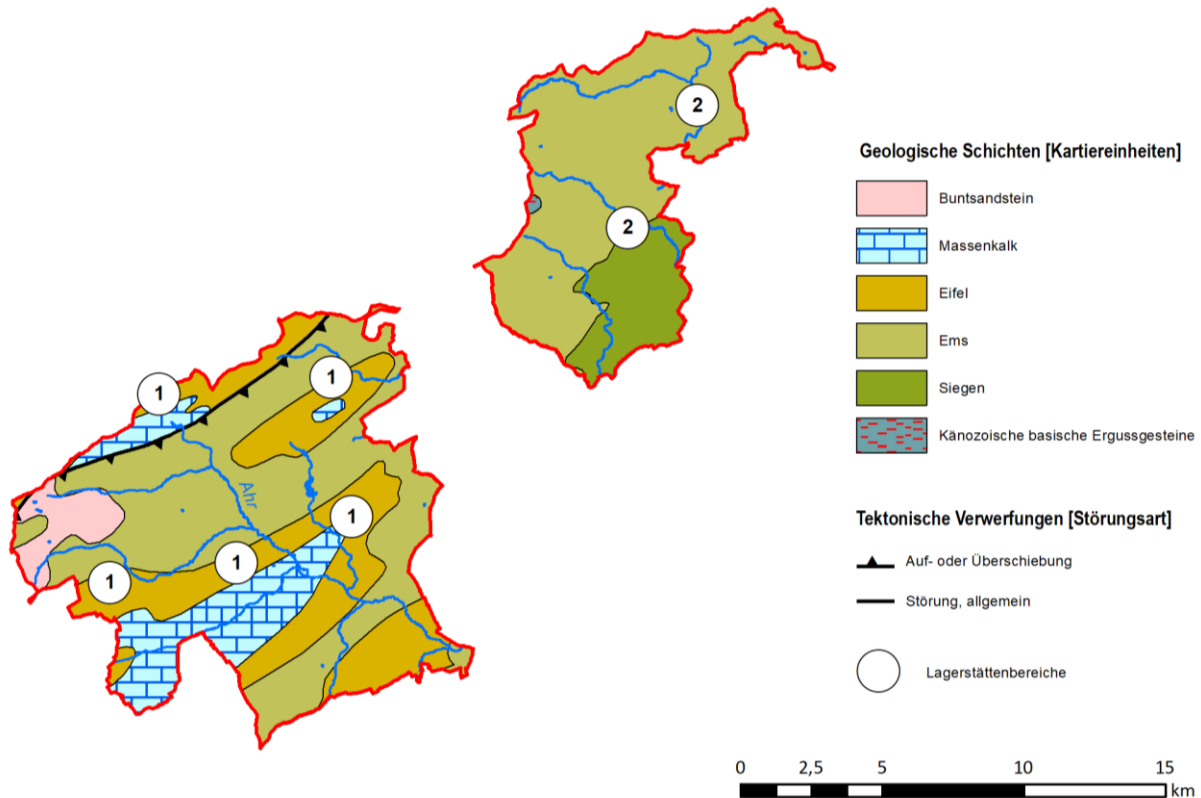 2
2
1
1
Ahr
1
1
1
Geologische Schichten [Kartiereinheiten]
Buntsandstein
Massenkalk
Eifel
Ems
Siegen
Känozoische basische Ergussgesteine
Tektonische Verwerfungen [Störungsart]
Auf- oder Überschiebung
Störung, allgemein
Lagerstättenbereiche
0 2,5 5 10 15
km